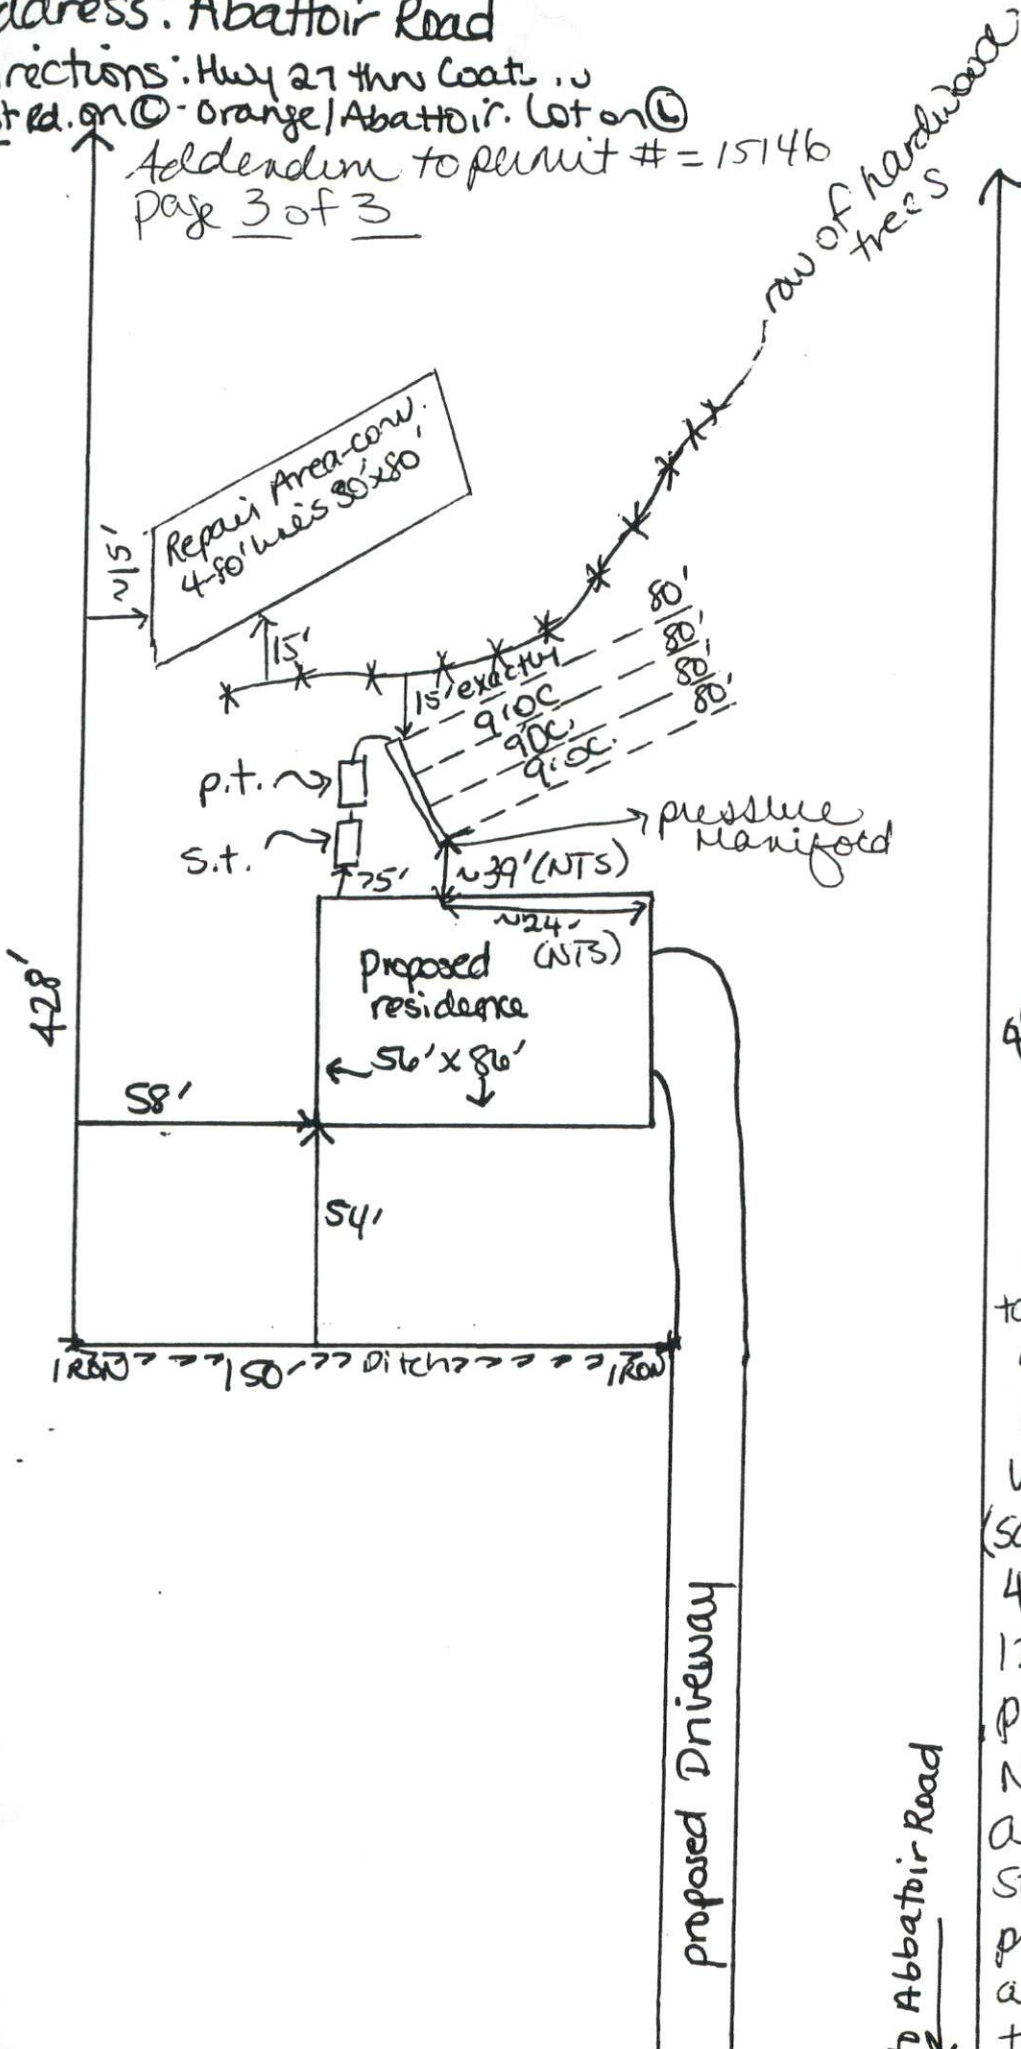 ddress: Abattoir Road
rections: Hwy 27 thru Coats
Rd. on Ⓛ - Orange/Abattoir. Lot on Ⓛ
Addendum to permit # = 15146
page 3 of 3
row of hardwood
trees
Repair Area-conv.
4-80' lines 30'x80'
~15'
15'
15' exactly
80'
80'
80'
80'
9'OC
9'OC
9'OC
p.t.
s.t.
pressure
Manifold
~39' (NTS)
75'
~24'
(NTS)
428'
proposed
residence
56' x 86'
58'
54'
IRON
150'
Ditch
IRON
proposed Driveway
Abbatoir Road